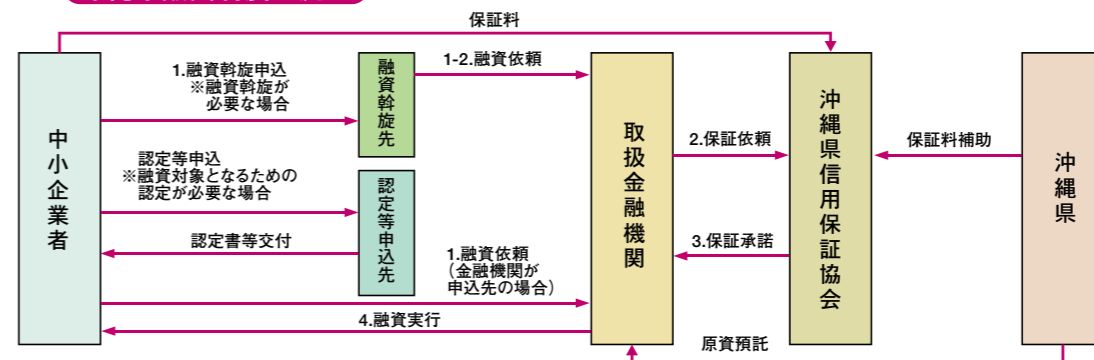 保証料
中小企業者
1.融資斡旋申込
※融資斡旋が
必要な場合
融資斡旋先
1-2.融資依頼
認定等申込
※融資対象となるための
認定が必要な場合
認定書等交付
認定等申込先
1.融資依頼
（金融機関が
申込先の場合）
4.融資実行
取扱金融機関
2.保証依頼
3.保証承諾
沖縄県信用保証協会
保証料補助
沖縄県
原資預託